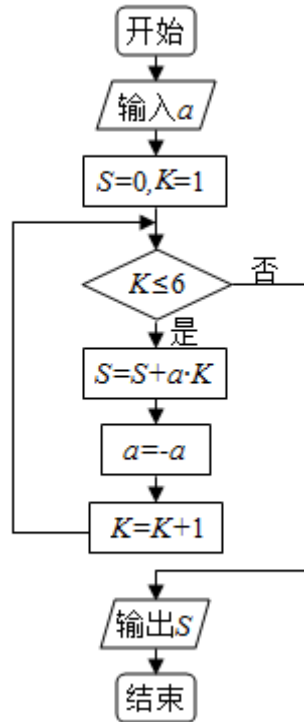 开始
输入a
S=0,K=1
K≤6
否
是
S=S+a·K
a=-a
K=K+1
输出S
结束